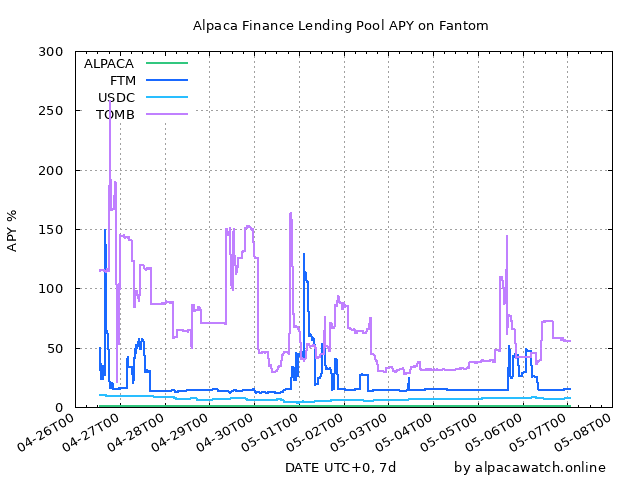 Alpaca Finance Lending Pool APY on Fantom
APY %
300
250
200
150
100
50
0
ALPACA
FTM
USDC
TOMB
04-26T00
04-27T00
04-28T00
04-29T00
04-30T00
05-01T00
05-02T00
05-03T00
05-04T00
05-05T00
05-06T00
05-07T00
05-08T00
DATE UTC+0, 7d
by alpacawatch.online